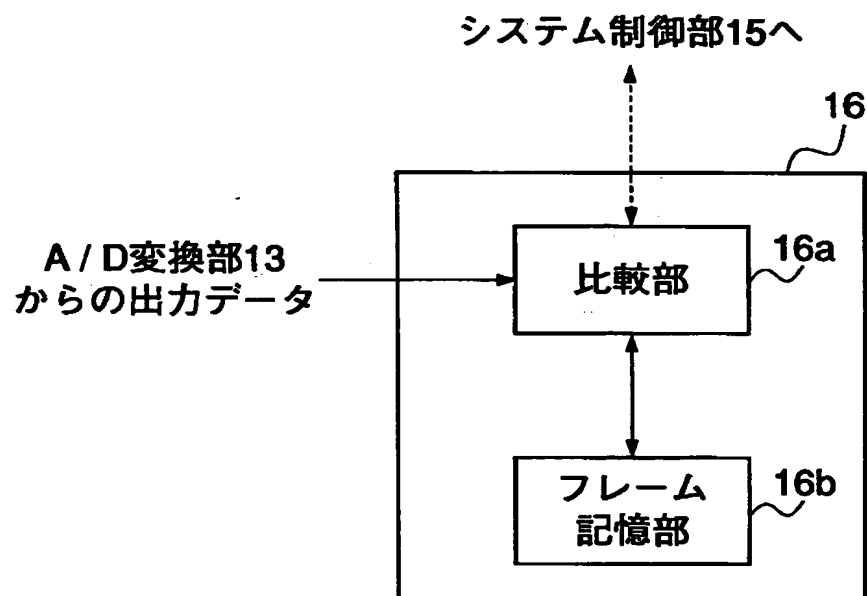 システム制御部15へ
16
A / D変換部13
からの出力データ
比較部
16a
フレーム
記憶部
16b